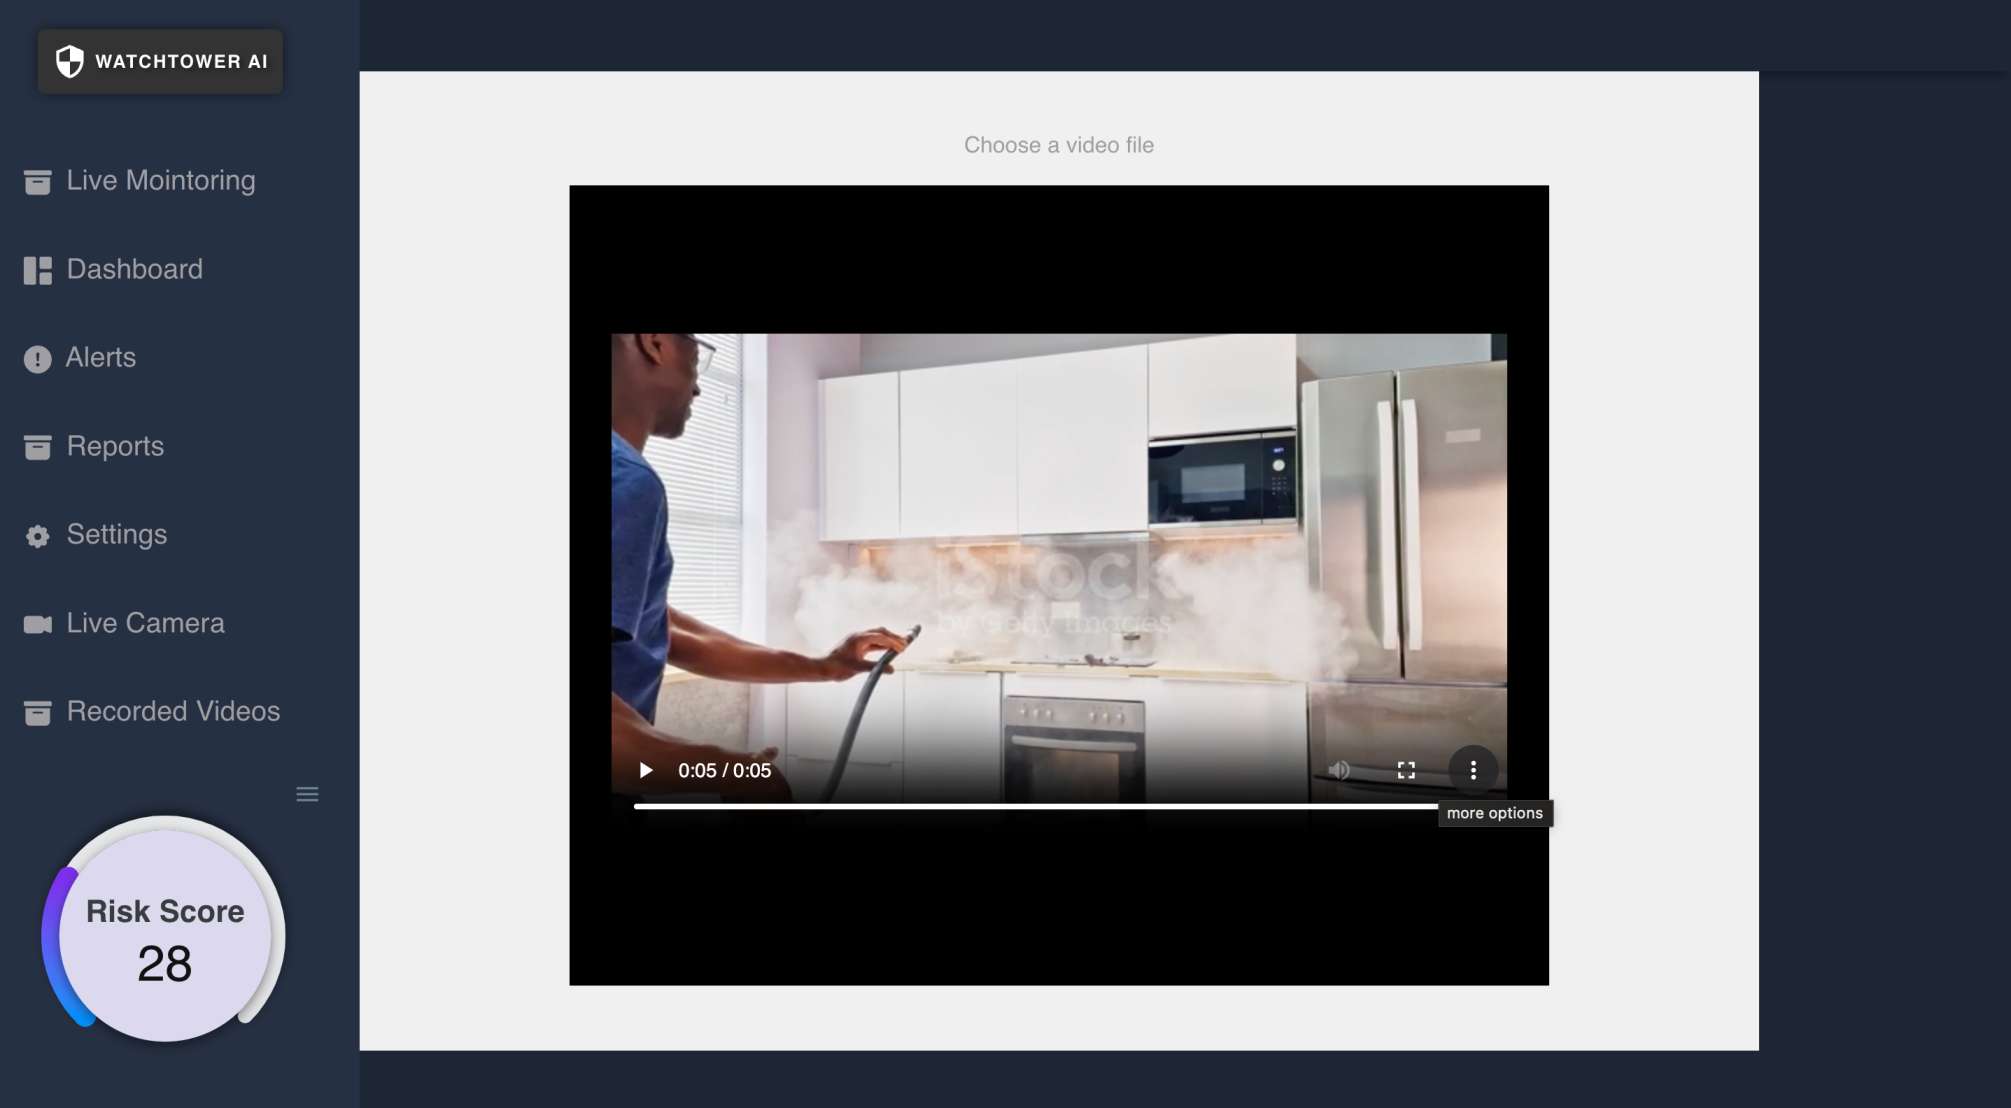 WATCHTOWER AI
Live Mointoring
Dashboard
Alerts
Reports
Settings
Live Camera
Recorded Videos
Risk Score
28
Choose a video file
iStock
by Getty Images
0:05 / 0:05
more options